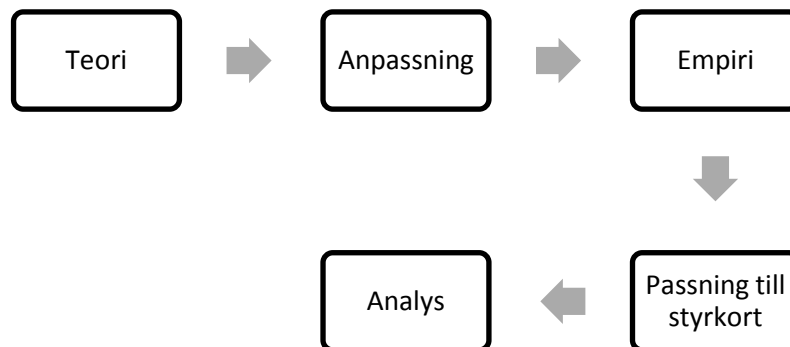 Teori
Anpassning
Empiri
Passning till
styrkort
Analys